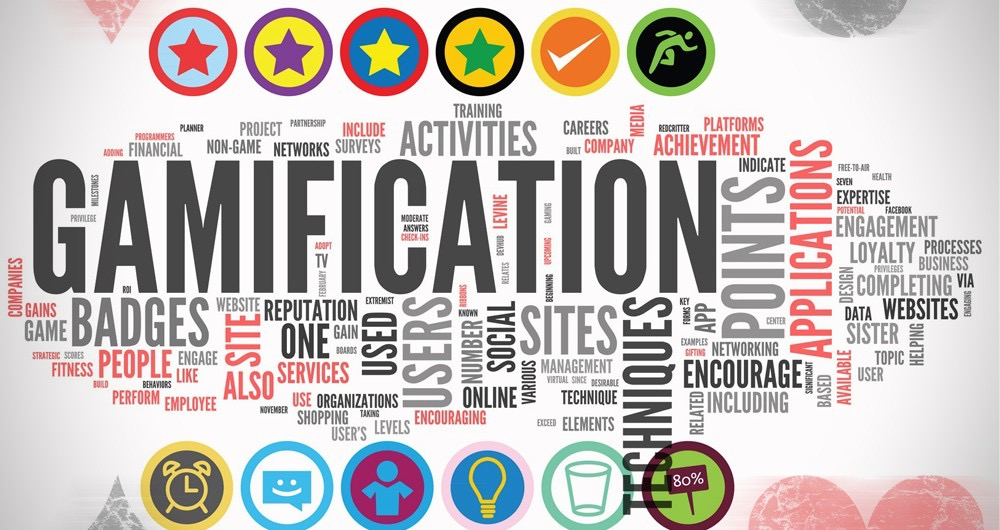 TRAINING
PLANNER
PROJECT
PARTNERSHIP
INCLUDE
ACTIVITIES
CAREERS
MEDIA
REDCRITTER
PLATFORMS
PROGRAMMERS
ADDING
FINANCIAL
NON-GAME
NETWORKS
SURVEYS
BUILT
COMPANY
ACHIEVEMENT
GAMIFICATION
MILESTONES
PRIVILEGE
ADOPT
TV
FEBRUARY
MODERATE
ANSWERS
CHECK-INS
LEVINE
DEVHUB
RELATES
GAMING
UPCOMING
BEGINNING
INDICATE
POINTS
APPLICATIONS
FREE-TO-AIR
SEVEN
HEALTH
EXPERTISE
POTENTIAL
FACEBOOK
ENGAGEMENT
LOYALTY
PROCESSES
PRIVILEGES
BUSINESS
DESIGN
COMPLETING
VIA
DATA
WEBSITES
ENGAGING
SISTER
TOPIC
HELPING
USER
COMPANIES
GAINS
GAME
ROI
BADGES
WEBSITE
REPUTATION
EXTREMIST
SITE
ONE
GAIN
BOARDS
USED
USERS
RIBBONS
KNOWN
NUMBER
SOCIAL
SITES
VARIOUS
TECHNIQUES
KEY
FORMS
APP
CENTER
EXAMPLES
GIFTING
NETWORKING
STRATEGIC
SCORES
FITNESS
PEOPLE
ENGAGE
BUILD
BEHAVIORS
LIKE
ALSO
SERVICES
MANAGEMENT
VIRTUAL
SINCE
DESIRABLE
ENCOURAGE
SIGNIFICANT
BASED
AVAILABLE
PERFORM
EMPLOYEE
USE
ORGANIZATIONS
ONLINE
TECHNIQUE
RELATED
INCLUDING
NOVEMBER
SHOPPING
TAKING
ENCOURAGING
USER'S
LEVELS
EXCEED
ELEMENTS
80%